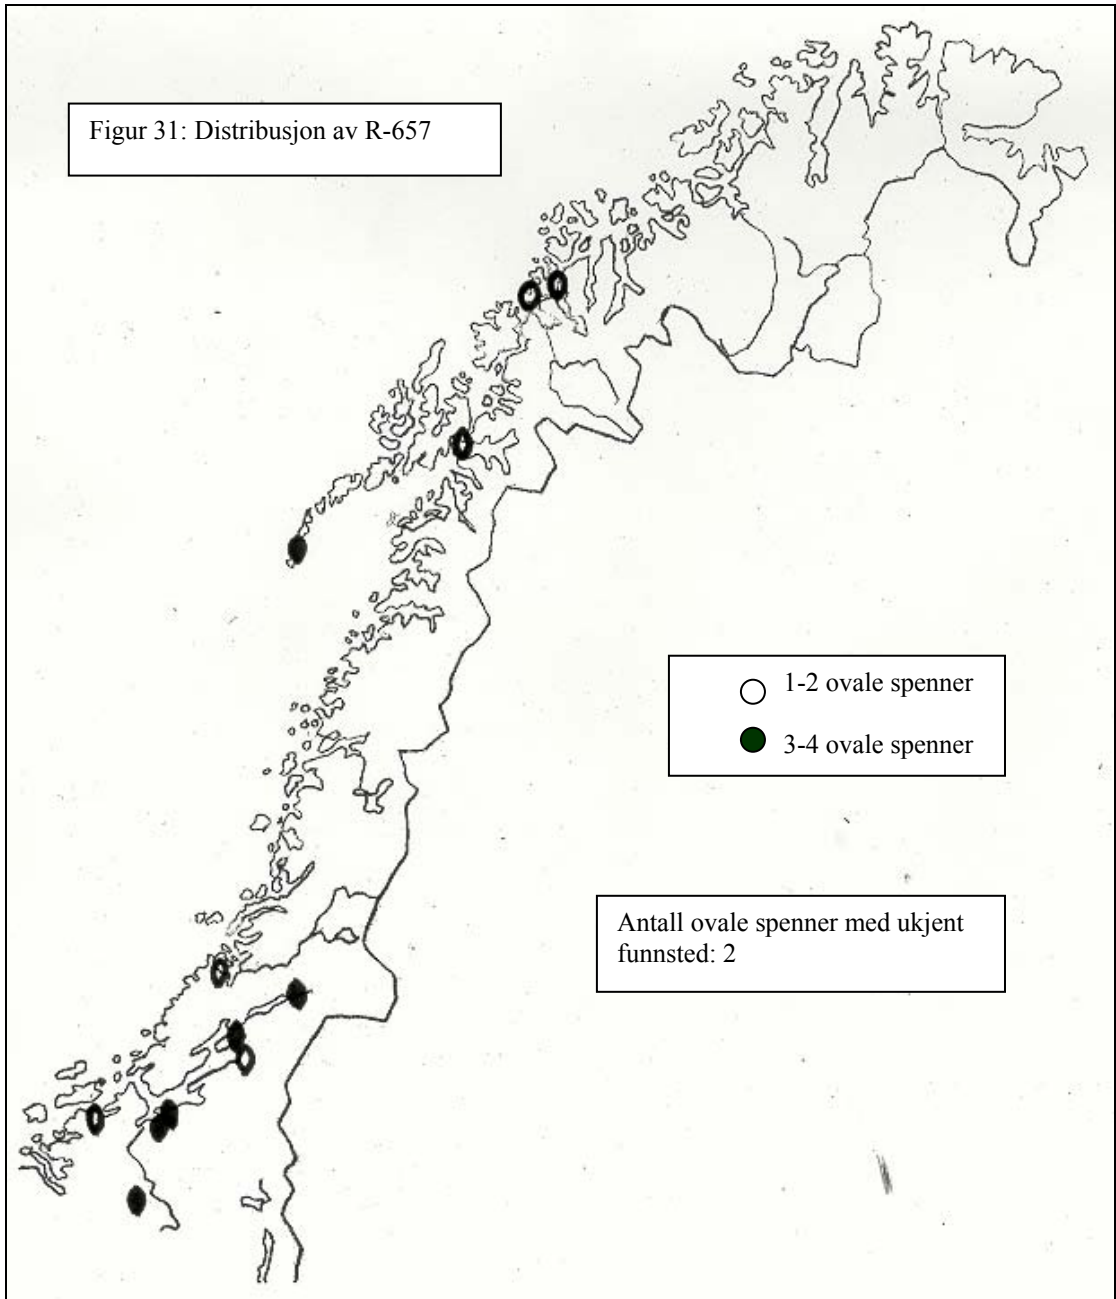 Figur 31: Distribusjon av R-657
1-2 ovale spenner
3-4 ovale spenner
Antall ovale spenner med ukjent
funnsted: 2